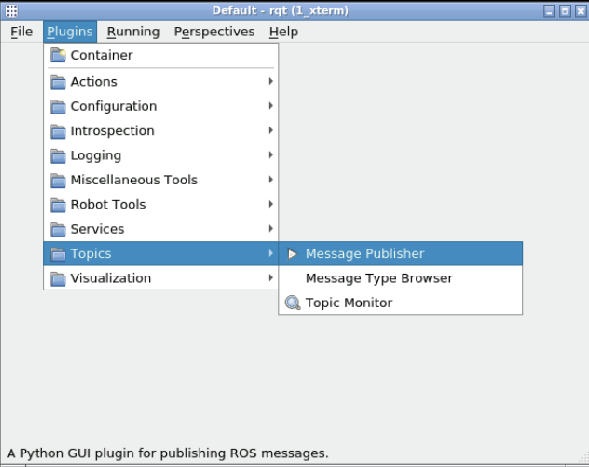 Default - rqt (1_xterm)
File Plugins Running Perspectives Help
Container
Actions
Configuration
Introspection
Logging
Miscellaneous Tools
Robot Tools
Services
Topics
Visualization
Message Publisher
Message Type Browser
Topic Monitor
A Python GUI plugin for publishing ROS messages.